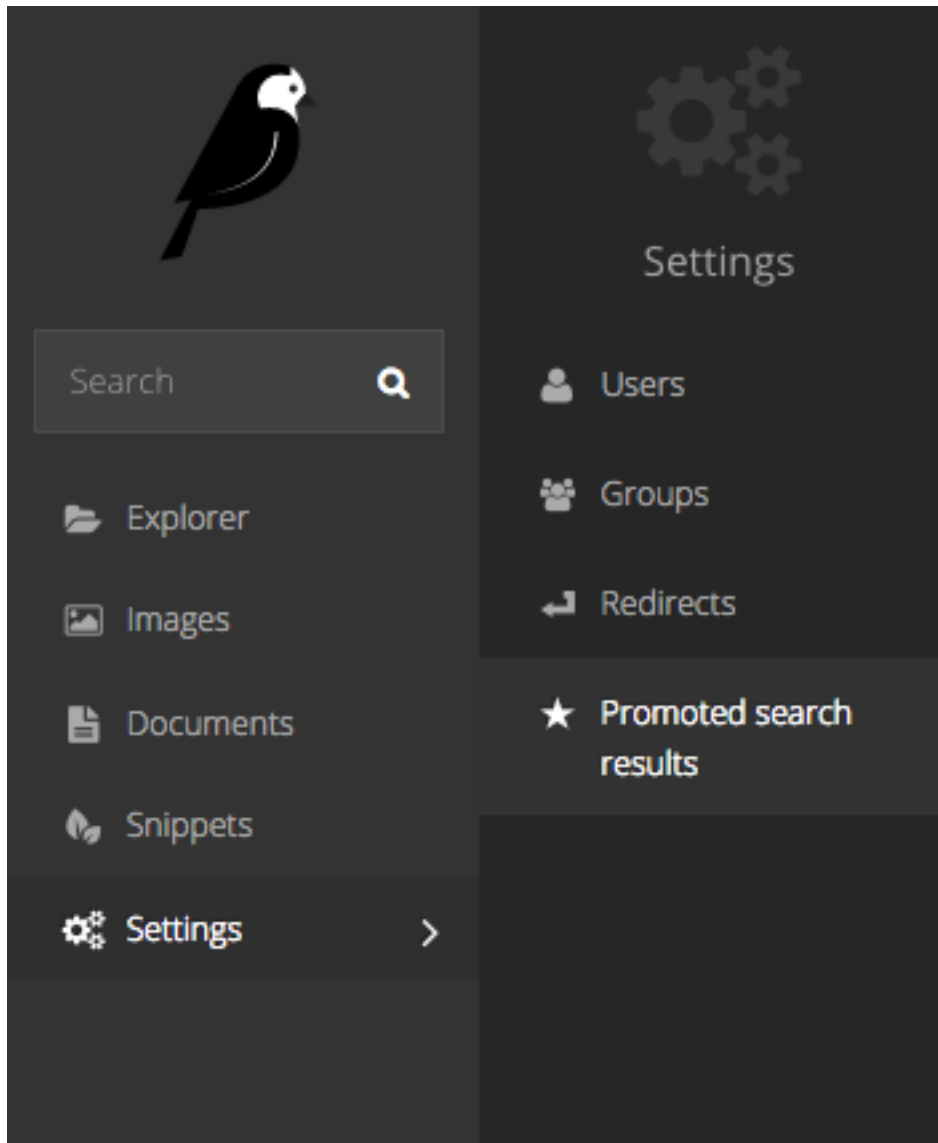 Search
Explorer
Images
Documents
Snippets
Settings
Settings
Users
Groups
Redirects
Promoted search
results